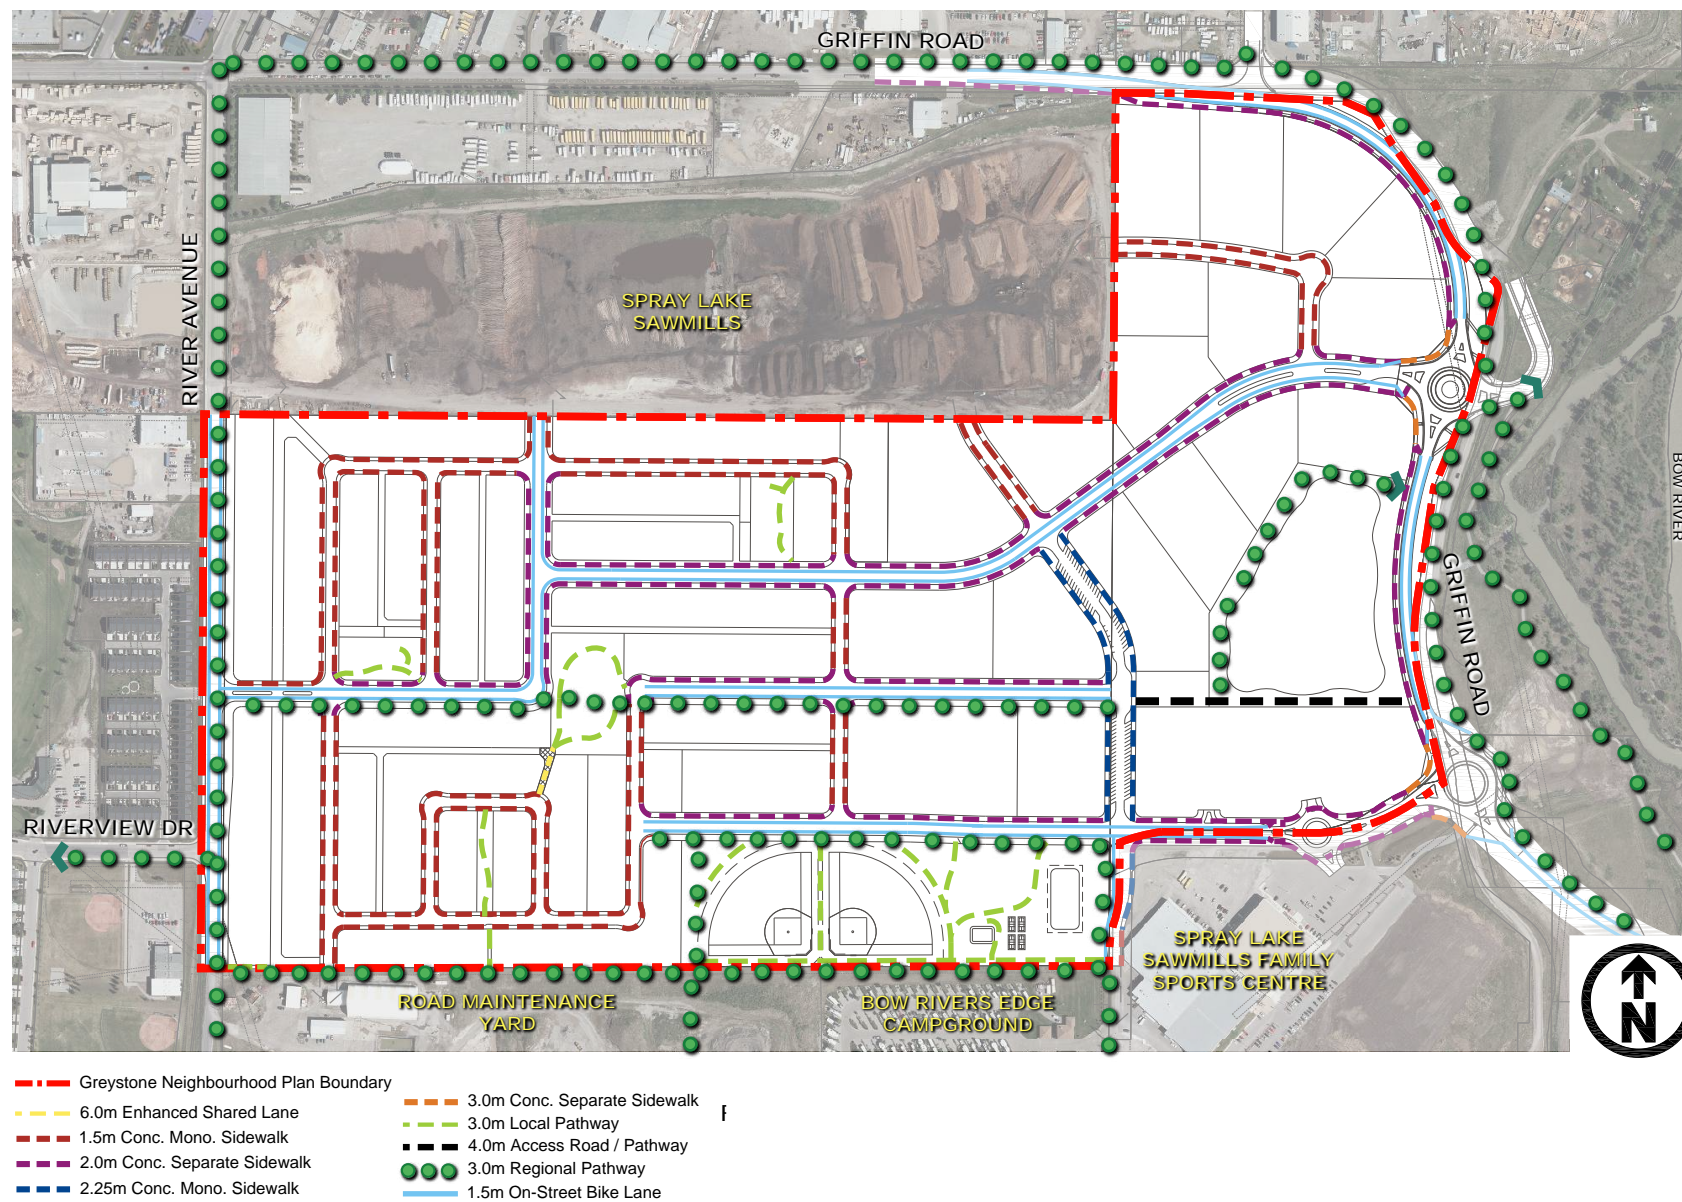 GRIFFIN ROAD
RIVER AVENUE
SPRAY LAKE
SAWMILLS
BOW RIVER
GRIFFIN ROAD
RIVERVIEW DR
SPRAY LAKE
SAWMILLS FAMILY
SPORTS CENTRE
ROAD MAINTENANCE
YARD
BOW RIVERS EDGE
CAMPGROUND
N
Greystone Neighbourhood Plan Boundary
6.0m Enhanced Shared Lane
1.5m Conc. Mono. Sidewalk
2.0m Conc. Separate Sidewalk
2.25m Conc. Mono. Sidewalk
3.0m Conc. Separate Sidewalk
3.0m Local Pathway
4.0m Access Road / Pathway
3.0m Regional Pathway
1.5m On-Street Bike Lane